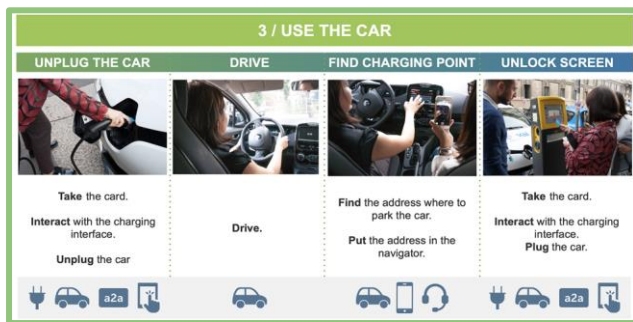 3 / USE THE CAR
UNPLUG THE CAR
DRIVE
FIND CHARGING POINT
UNLOCK SCREEN
Take the card.
Interact with the charging
interface.
Unplug the car
Drive.
Find the address where to
park the car.
Put the address in the
navigator.
Take the card.
Interact with the charging
interface.
Plug the car.
a2a
a2a